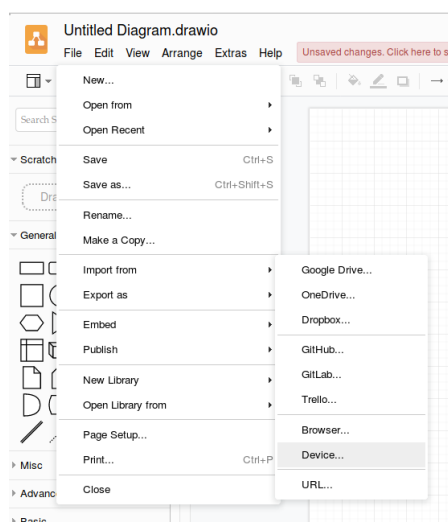 Untitled Diagram.drawio
File Edit View Arrange Extras Help Unsaved changes. Click here to s
New...
Open from
Search S
Open Recent
Scratch
Save Ctrl+S
Save as... Ctrl+Shift+S
Dra
Rename...
General
Make a Copy...
Import from
Google Drive...
Export as
OneDrive...
Embed
Dropbox...
Publish
GitHub...
GitLab...
New Library
Trello...
Open Library from
Page Setup...
Browser...
Misc
Print... Ctrl+P
Device...
Advanc
Close
URL...
Basic